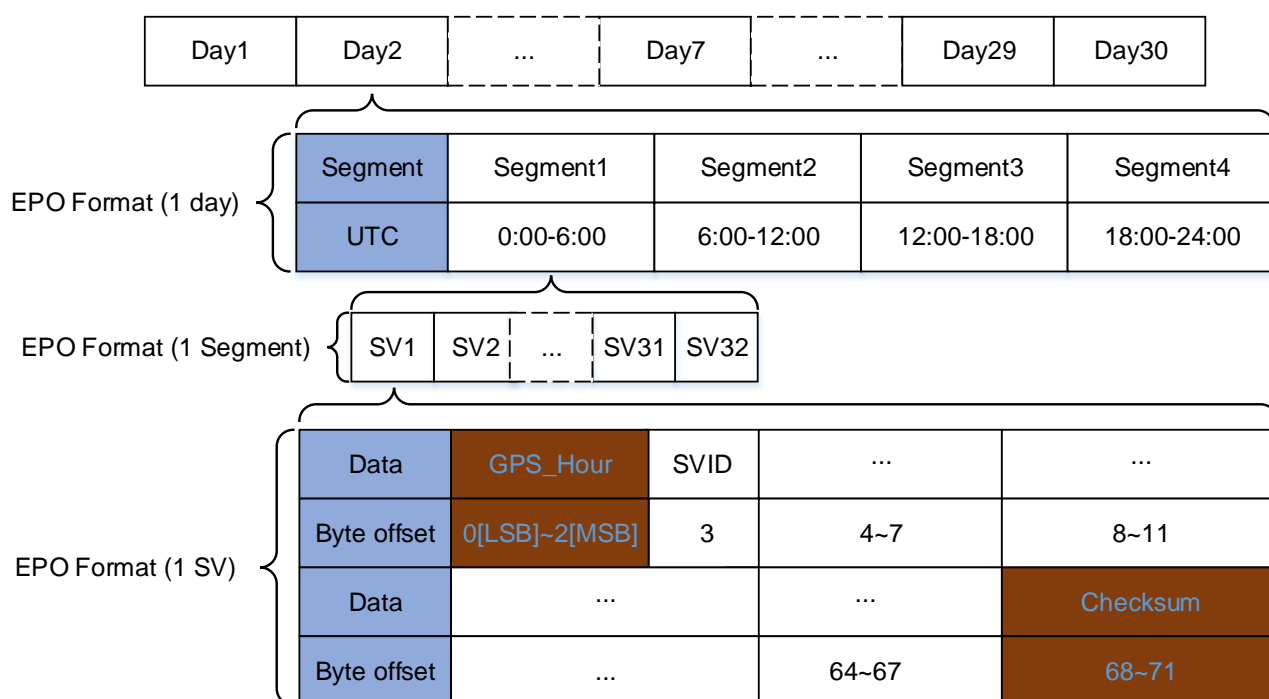 Day1 Day2 ... Day7 ... Day29 Day30
EPO Format (1 day)
Segment Segment1 Segment2 Segment3 Segment4
UTC 0:00-6:00 6:00-12:00 12:00-18:00 18:00-24:00
EPO Format (1 Segment)
SV1 SV2 ... SV31 SV32
EPO Format (1 SV)
Data GPS_Hour SVID ... ...
Byte offset 0[LSB]~2[MSB] 3 4~7 8~11
Data ... ... Checksum
Byte offset ... 64~67 68~71